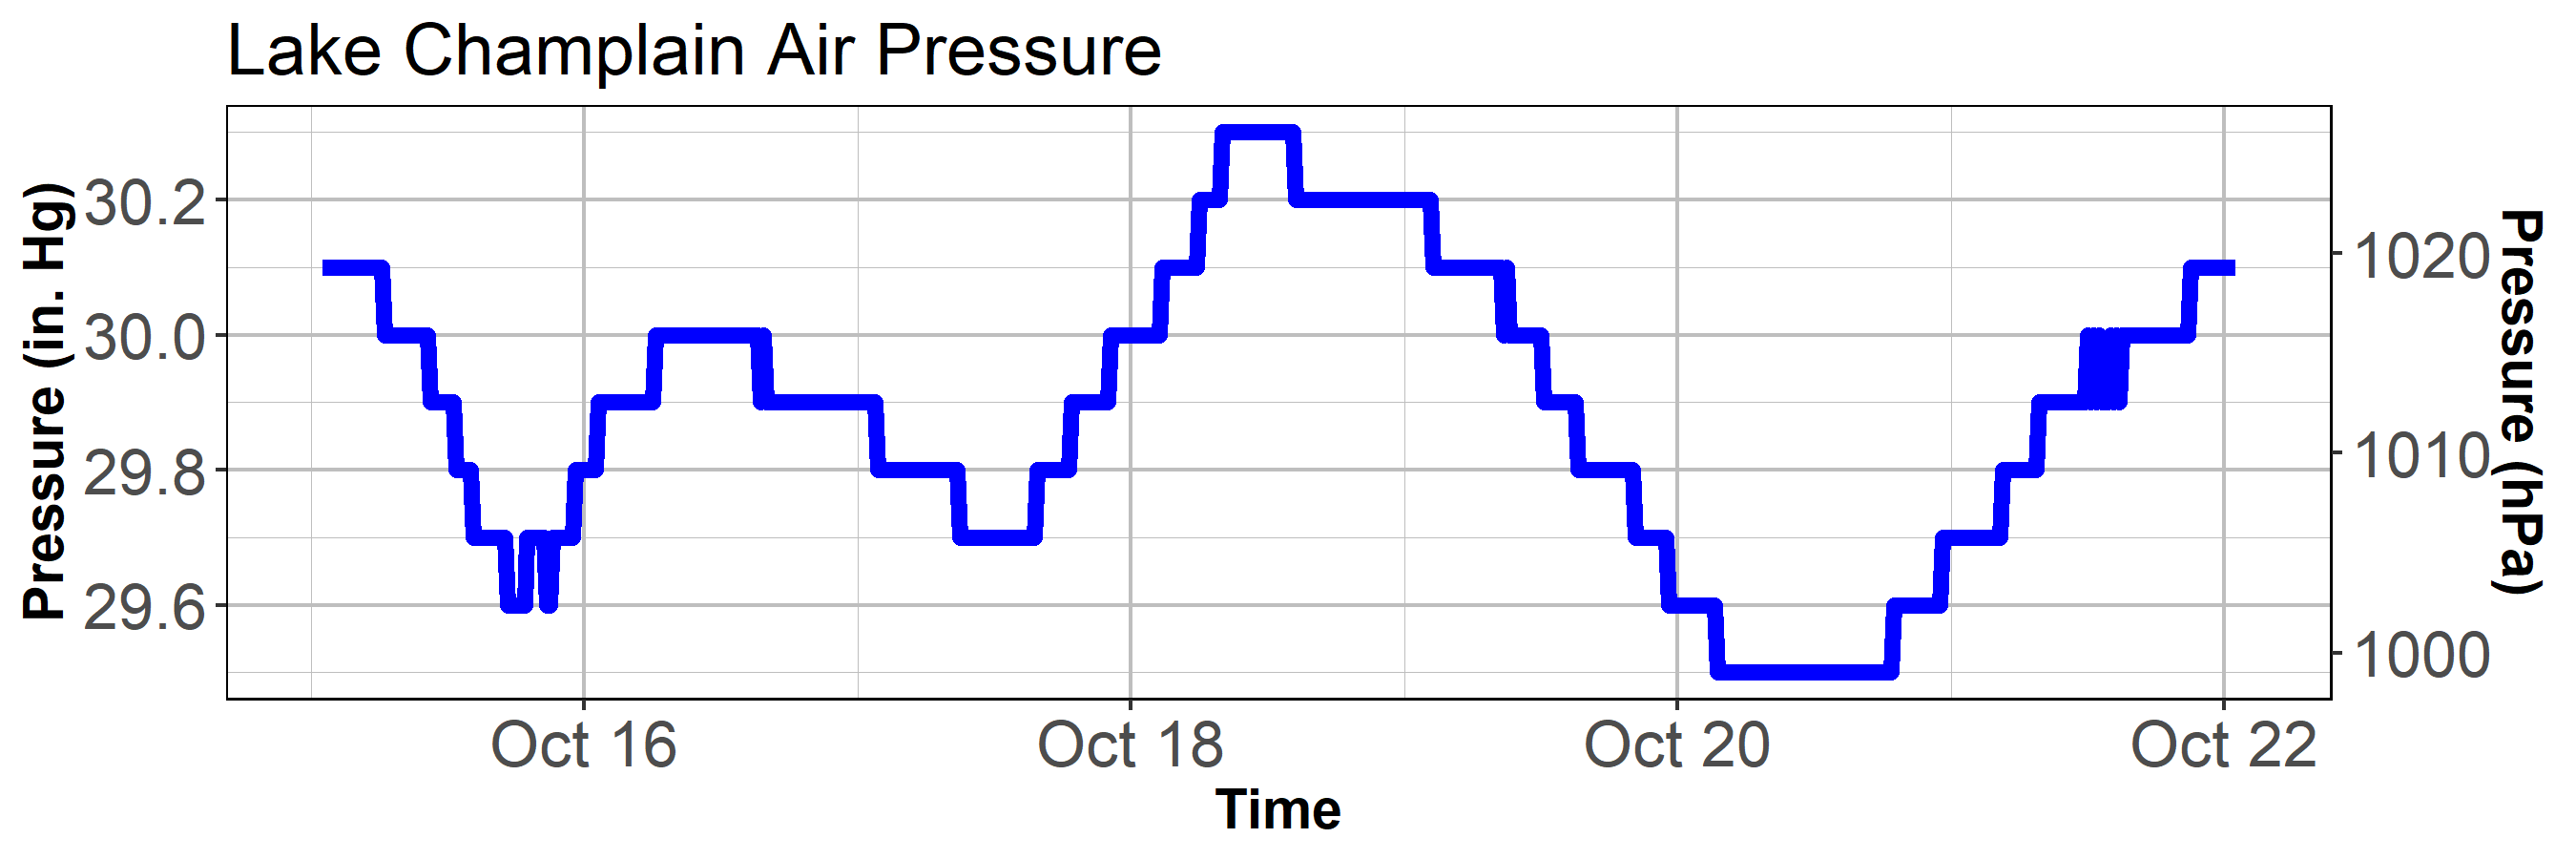 Lake Champlain Air Pressure
Pressure (in. Hg)
30.2
30.0
29.8
29.6
1020
1010
1000
Pressure (hPa)
Oct 16 Oct 18 Oct 20 Oct 22
Time